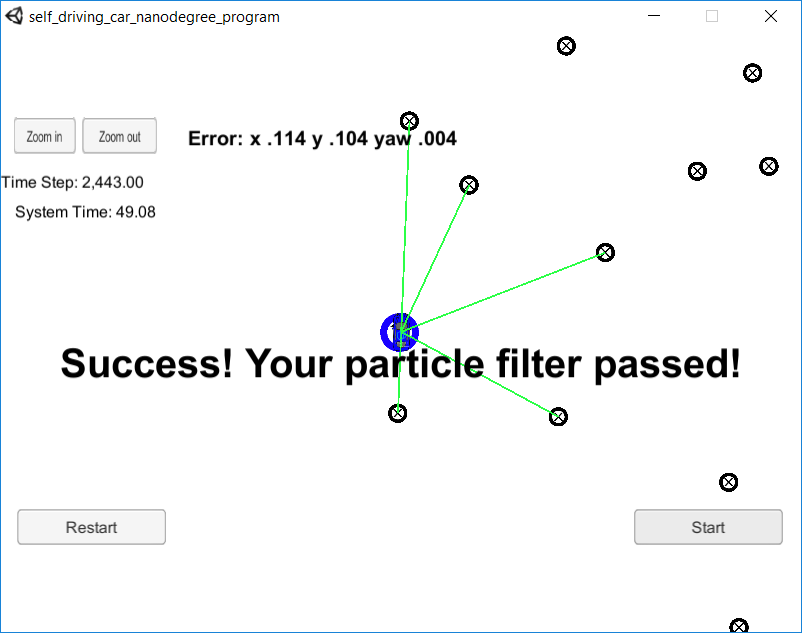 self_driving_car_nanodegree_program
Zoom in
Zoom out
Error: x .114 y .104 yaw .004
Time Step: 2,443.00
System Time: 49.08
Success! Your particle filter passed!
Restart
Start